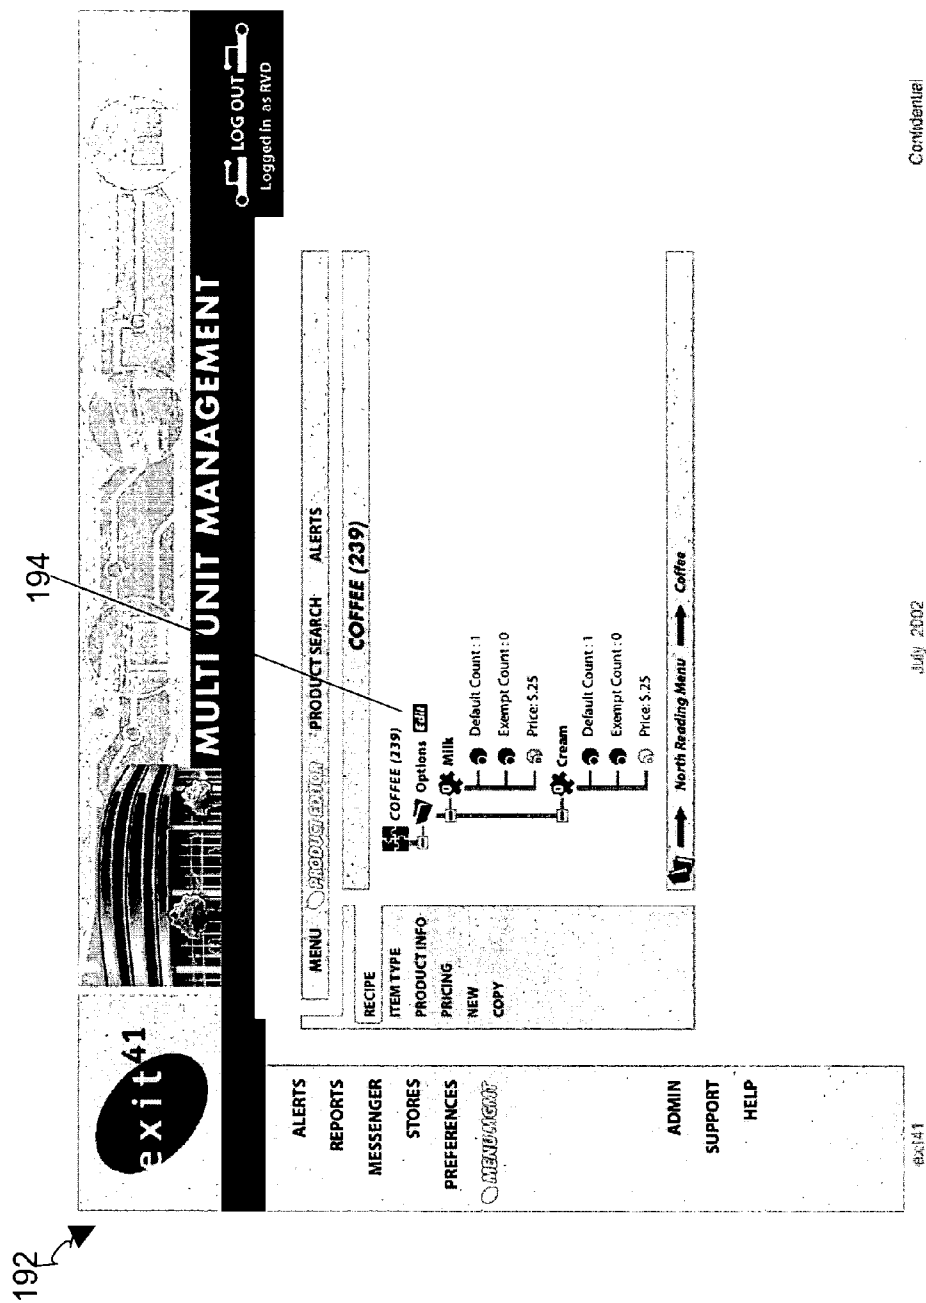 192
194
exit41
MULTI UNIT MANAGEMENT
LOG OUT
Logged in as RVD
ALERTS
REPORTS
MESSENGER
STORES
PREFERENCES
MENU MGMT
ADMIN
SUPPORT
HELP
MENU PRODUCT EDITOR PRODUCT SEARCH ALERTS
RECIPE
ITEM TYPE
PRODUCT INFO
PRICING
NEW
COPY
COFFEE (239)
COFFEE (239)
Options Edit
Milk
Default Count : 1
Exempt Count : 0
Price: $.25
Cream
Default Count : 1
Exempt Count : 0
Price: $.25
North Reading Menu Coffee
exit41 July 2002 Confidential